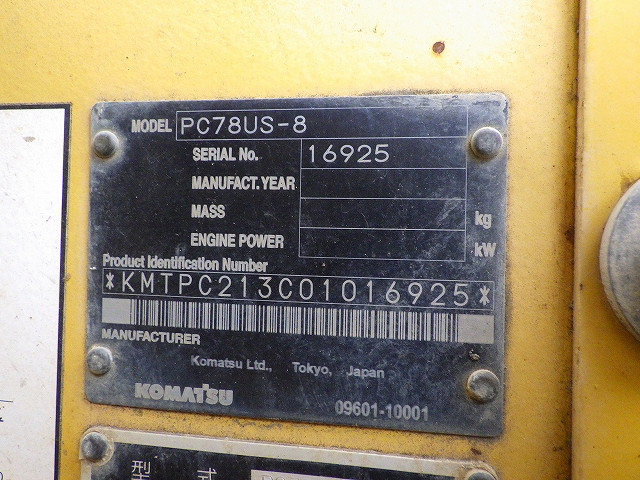 MODEL PC78US-8
SERIAL No. 16925
MANUFACT. YEAR
MASS kg
ENGINE POWER kW
Product Identification Number
*KMTPC213C01016925*
MANUFACTURER
Komatsu Ltd., Tokyo, Japan
KOMATSU
09601-10001
型 式